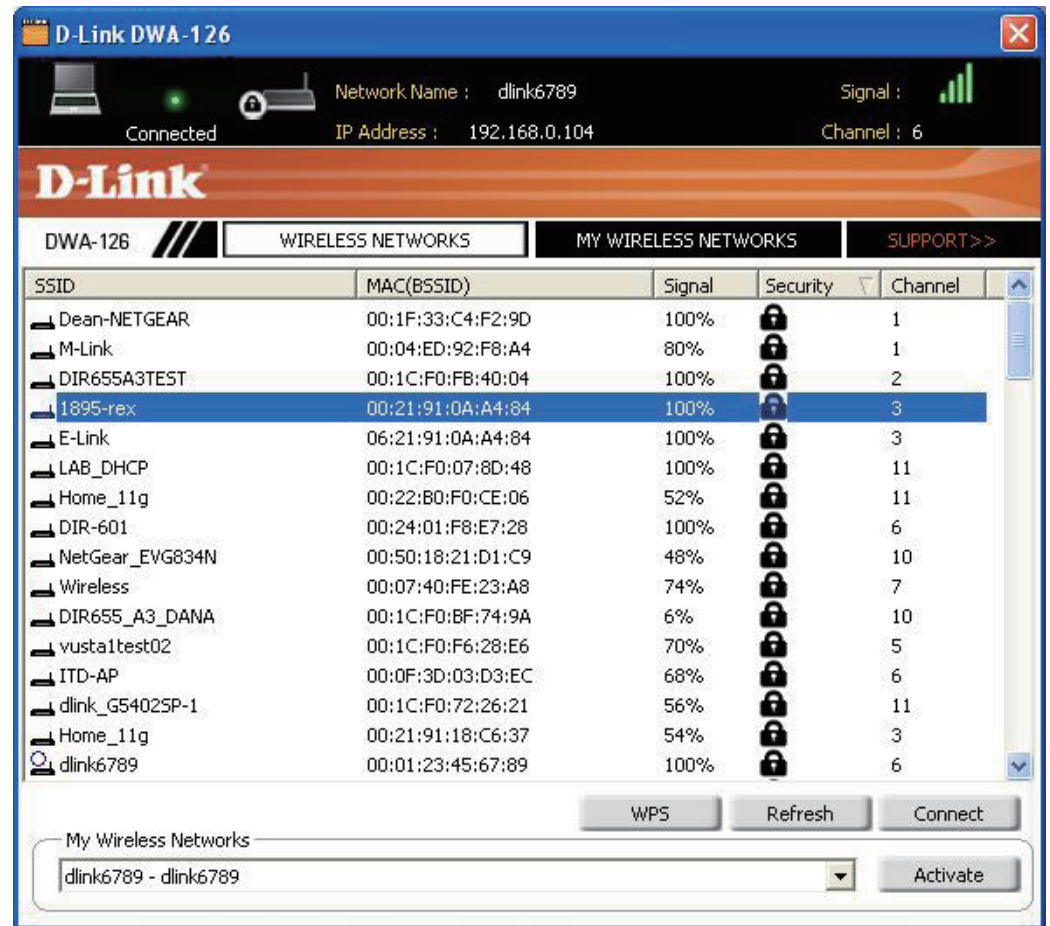 D-Link DWA-126
Network Name : dlink6789 Signal :
Connected IP Address : 192.168.0.104 Channel : 6
D-Link
DWA-126 WIRELESS NETWORKS MY WIRELESS NETWORKS SUPPORT>>
SSID MAC(BSSID) Signal Security Channel
Dean-NETGEAR 00:1F:33:C4:F2:9D 100% 1
M-Link 00:04:ED:92:F8:A4 80% 1
DIR655A3TEST 00:1C:F0:FB:40:04 100% 2
1895-rex 00:21:91:0A:A4:84 100% 3
E-Link 06:21:91:0A:A4:84 100% 3
LAB_DHCP 00:1C:F0:07:8D:48 100% 11
Home_11g 00:22:B0:F0:CE:06 52% 11
DIR-601 00:24:01:F8:E7:28 100% 6
NetGear_EVG834N 00:50:18:21:D1:C9 48% 10
Wireless 00:07:40:FE:23:A8 74% 7
DIR655_A3_DANA 00:1C:F0:BF:74:9A 6% 10
vusta1test02 00:1C:F0:F6:28:E6 70% 5
ITD-AP 00:0F:3D:03:D3:EC 68% 6
dlink_G5402SP-1 00:1C:F0:72:26:21 56% 11
Home_11g 00:21:91:18:C6:37 54% 3
dlink6789 00:01:23:45:67:89 100% 6
WPS Refresh Connect
My Wireless Networks
dlink6789 - dlink6789 Activate